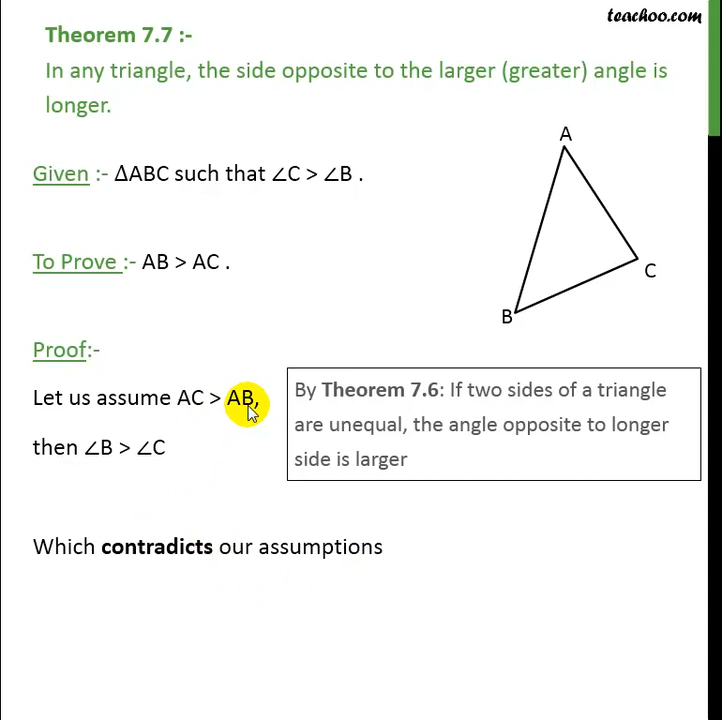 teachoo.com
Theorem 7.7 :-
In any triangle, the side opposite to the larger (greater) angle is
longer.
A
Given :- ΔABC such that ∠C > ∠B .
To Prove :- AB > AC .
C
B
Proof:-
Let us assume AC > AB,
then ∠B > ∠C
By Theorem 7.6: If two sides of a triangle
are unequal, the angle opposite to longer
side is larger
Which contradicts our assumptions